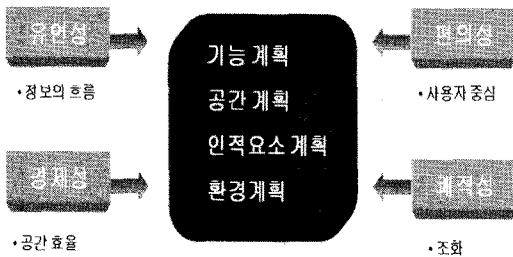 유연성
• 정보의 흐름
경제성
• 공간 효율
기능 계획
공간 계획
인적요소 계획
환경계획
편의성
• 사용자 중심
쾌적성
• 조화